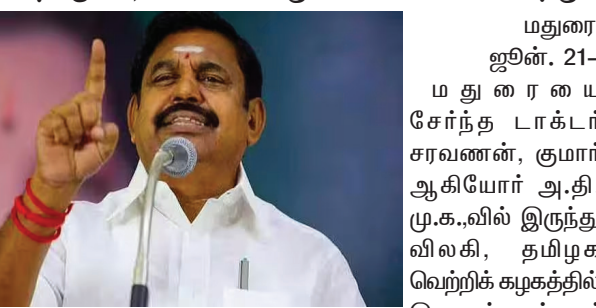 மதுரை
ஜூன். 21-
ம து ரை யை
சேர்ந்த டாக்டர்
சரவணன், குமார்
ஆகியோர் அ.தி
மு.க.,வில் இருந்து
விலகி, தமிழக
வெற்றிக் கழகத்தில்